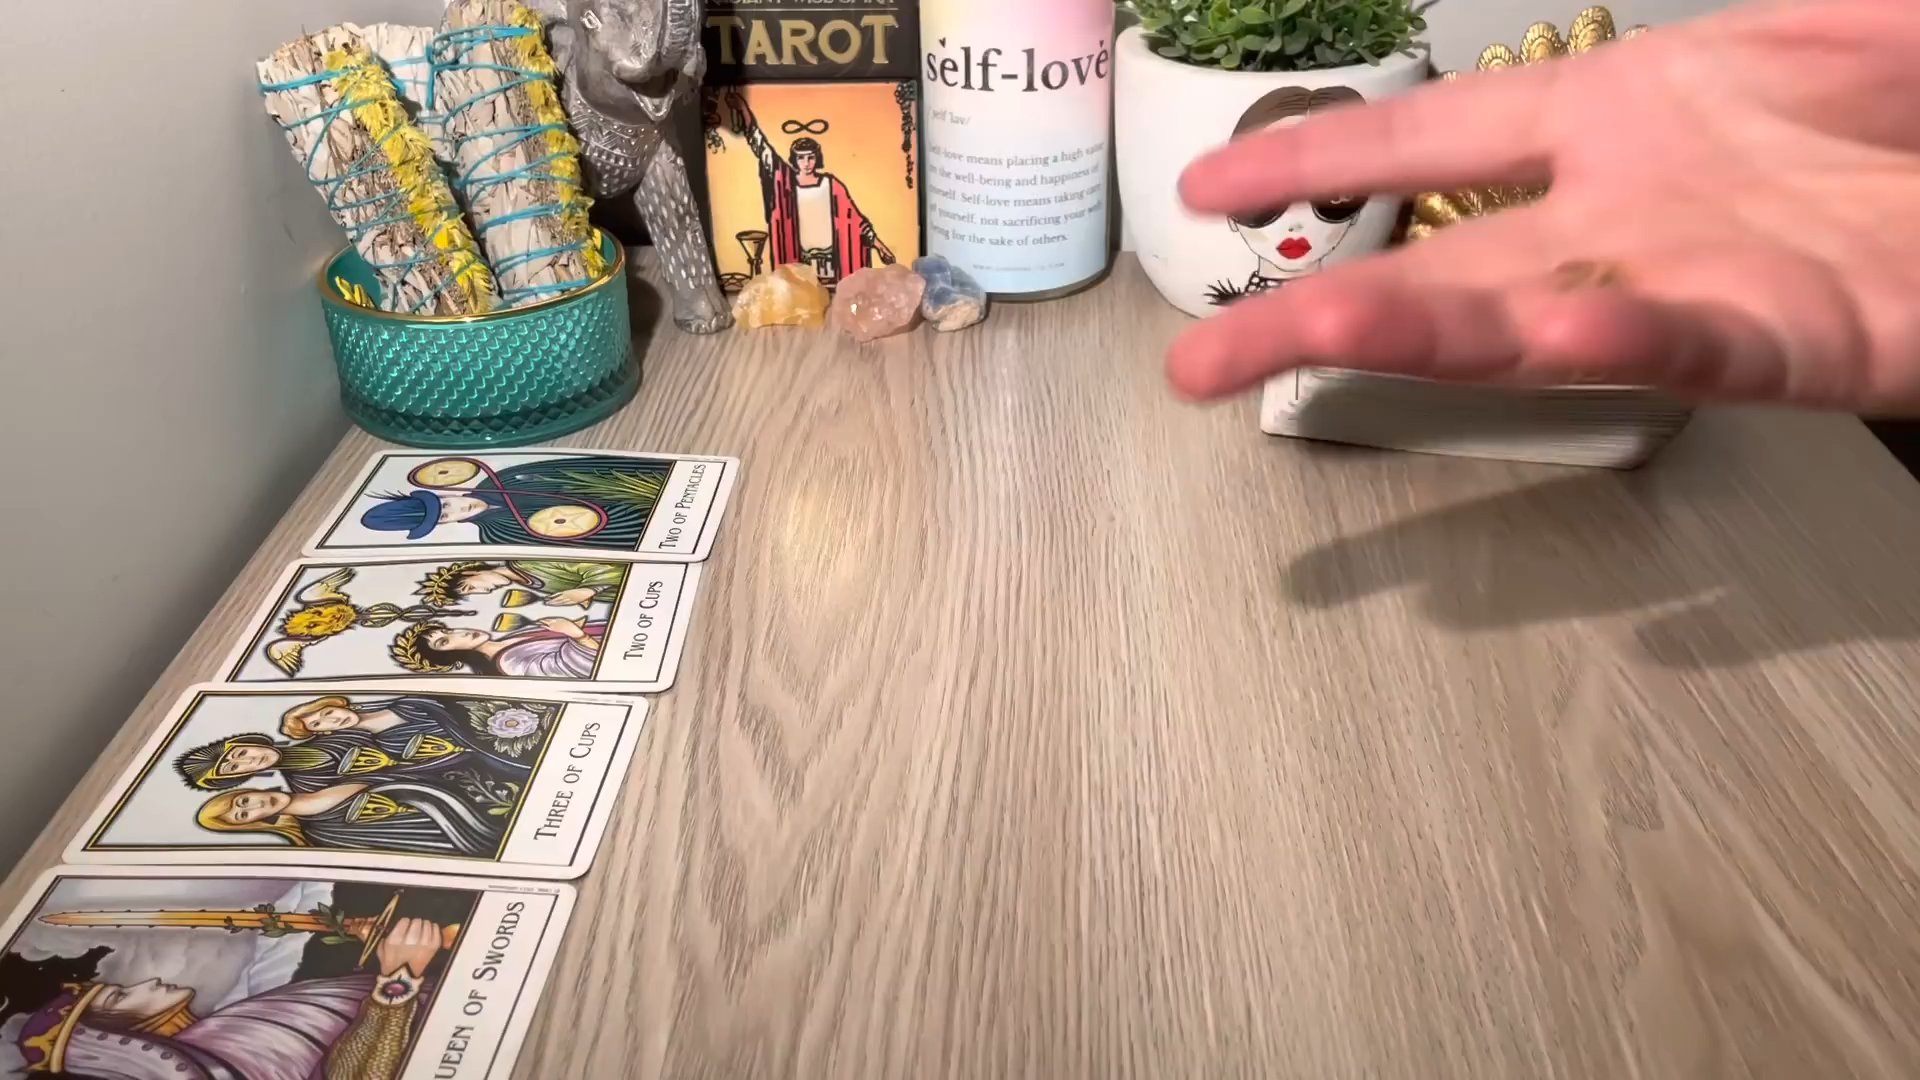 TAROT
self-love
/ self lav/
self-love means placing a high value
on the well-being and happiness of
yourself. Self-love means taking care
of yourself, not sacrificing your well-
being for the sake of others.
TWO OF PENTACLES
TWO OF CUPS
THREE OF CUPS
QUEEN OF SWORDS